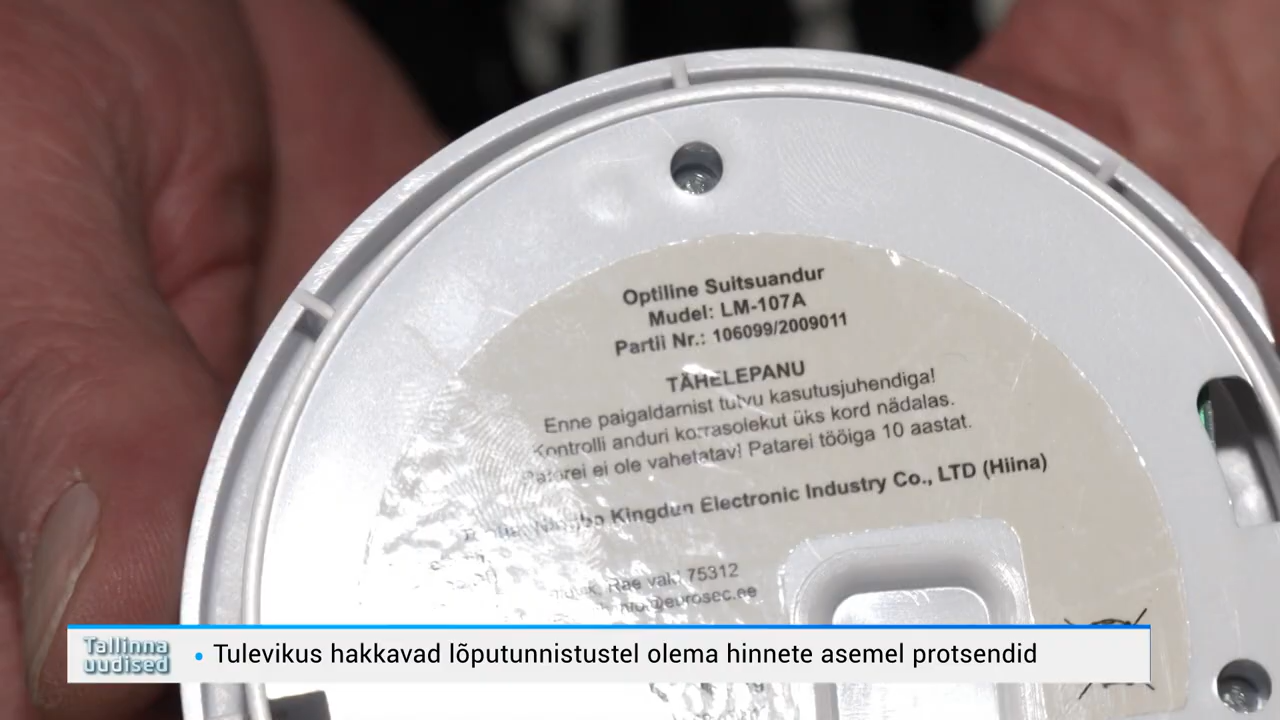 Optiline Suitsuandur
Mudel: LM-107A
Partii Nr.: 106099/2009011
TÄHELEPANU
Enne paigaldamist tutvu kasutusjuhendiga!
Kontrolli anduri korrasolekut üks kord nädalas.
Patarei ei ole vahetatav! Patarei tööiga 10 aastat.
Kingdun Electronic Industry Co., LTD (Hiina)
Rae vald 75312
info@eurosec.ee
Tallinna
uudised
• Tulevikus hakkavad lõputunnistustel olema hinnete asemel protsendid